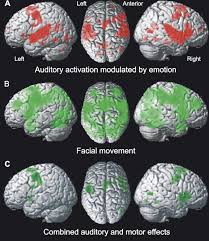 A
Left
Anterior
Left
Right
Auditory activation modulated by emotion
B
Facial movement
C
Combined auditory and motor effects